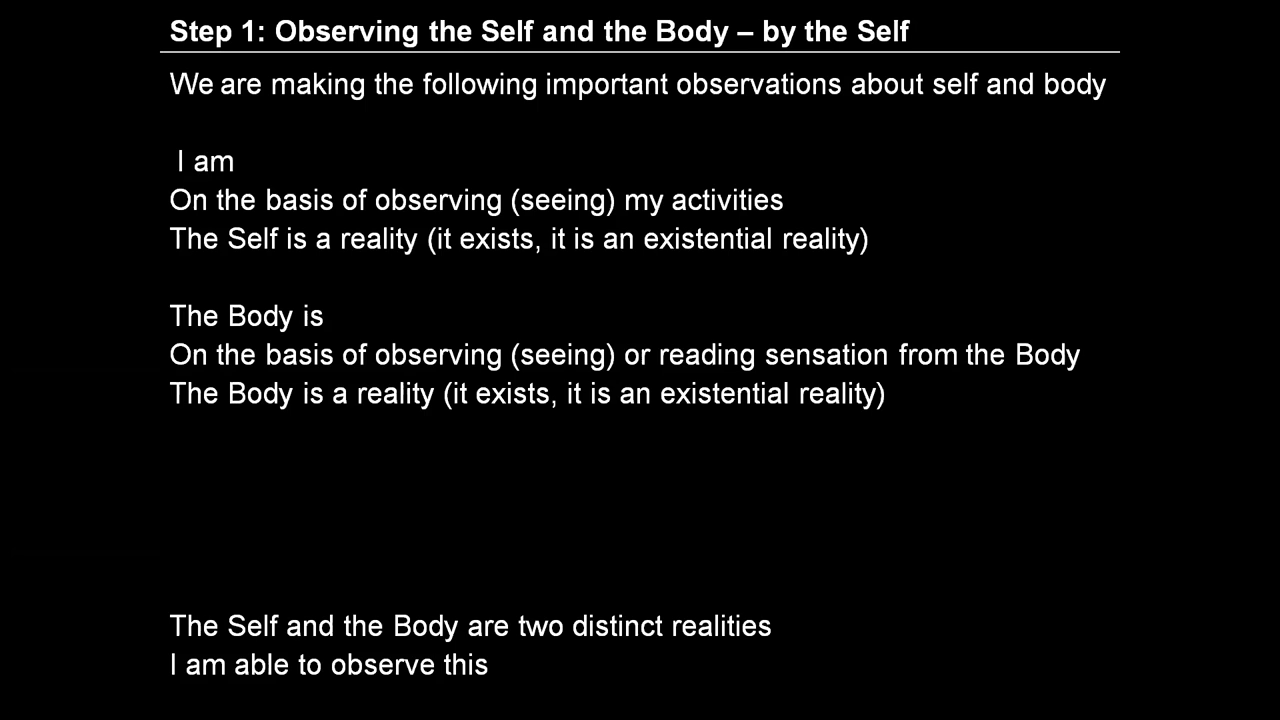 Step 1: Observing the Self and the Body – by the Self
We are making the following important observations about self and body
I am
On the basis of observing (seeing) my activities
The Self is a reality (it exists, it is an existential reality)
The Body is
On the basis of observing (seeing) or reading sensation from the Body
The Body is a reality (it exists, it is an existential reality)
The Self and the Body are two distinct realities
I am able to observe this